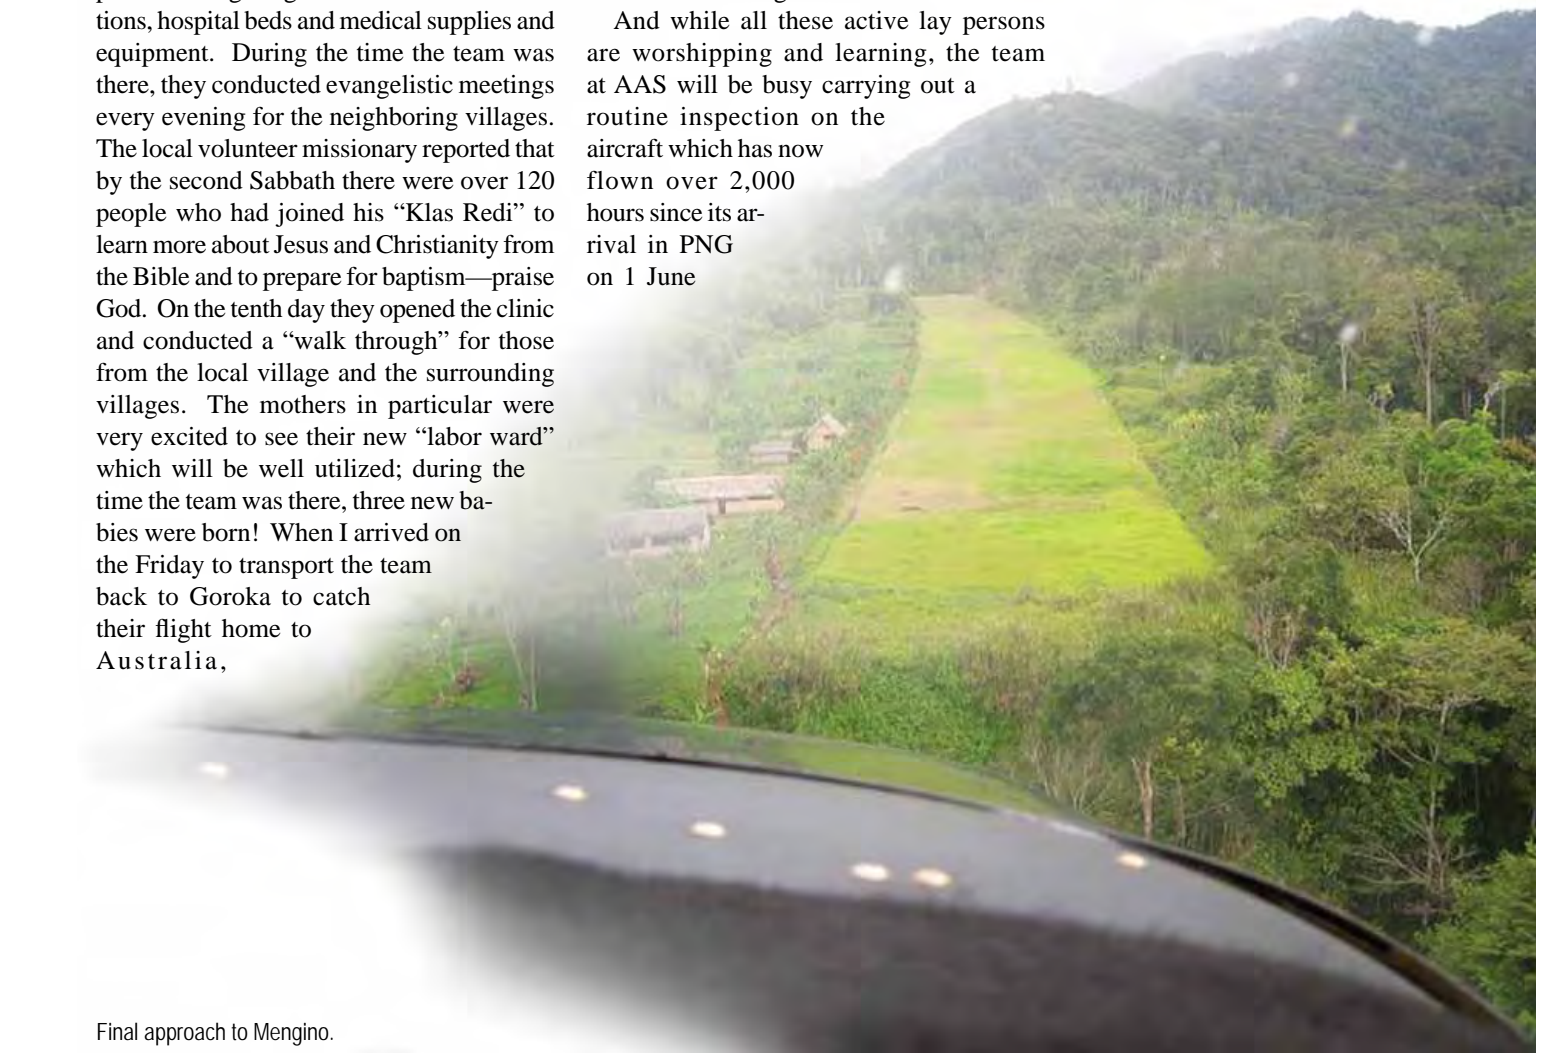 tions, hospital beds and medical supplies and
equipment. During the time the team was
there, they conducted evangelistic meetings
every evening for the neighboring villages.
The local volunteer missionary reported that
by the second Sabbath there were over 120
people who had joined his “Klas Redi” to
learn more about Jesus and Christianity from
the Bible and to prepare for baptism—praise
God. On the tenth day they opened the clinic
and conducted a “walk through” for those
from the local village and the surrounding
villages. The mothers in particular were
very excited to see their new “labor ward”
which will be well utilized; during the
time the team was there, three new ba-
bies were born! When I arrived on
the Friday to transport the team
back to Goroka to catch
their flight home to
Australia,
And while all these active lay persons
are worshipping and learning, the team
at AAS will be busy carrying out a
routine inspection on the
aircraft which has now
flown over 2,000
hours since its ar-
rival in PNG
on 1 June
Final approach to Mengino.